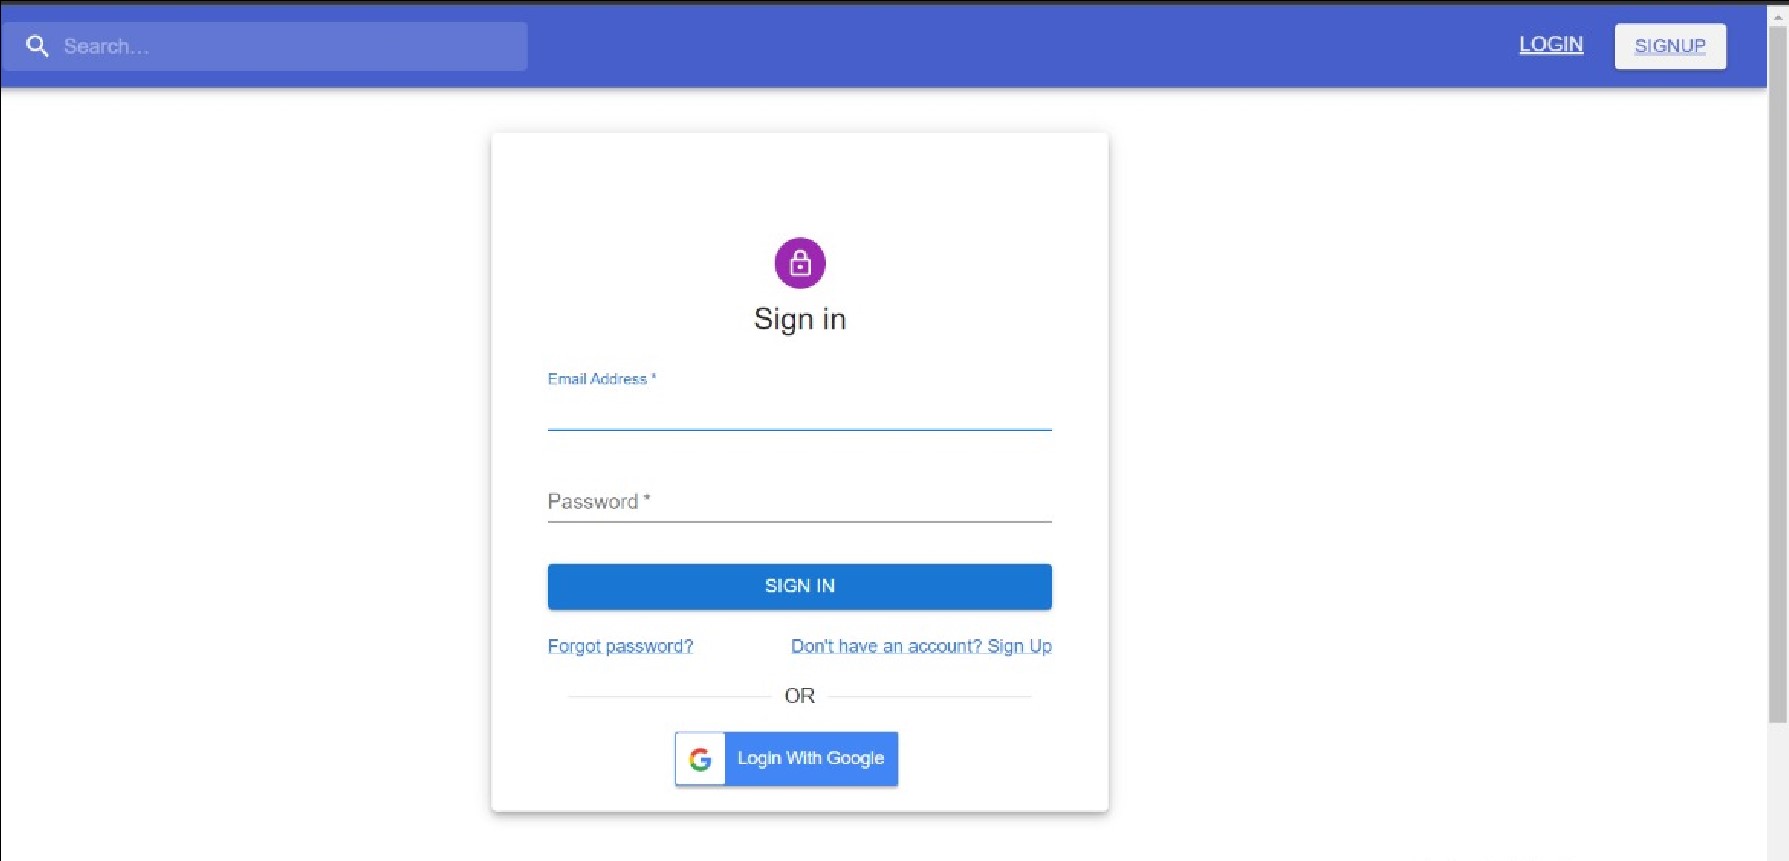 Search...
LOGIN
SIGNUP
Sign in
Email Address *
Password *
SIGN IN
Forgot password?
Don't have an account? Sign Up
OR
G Login With Google